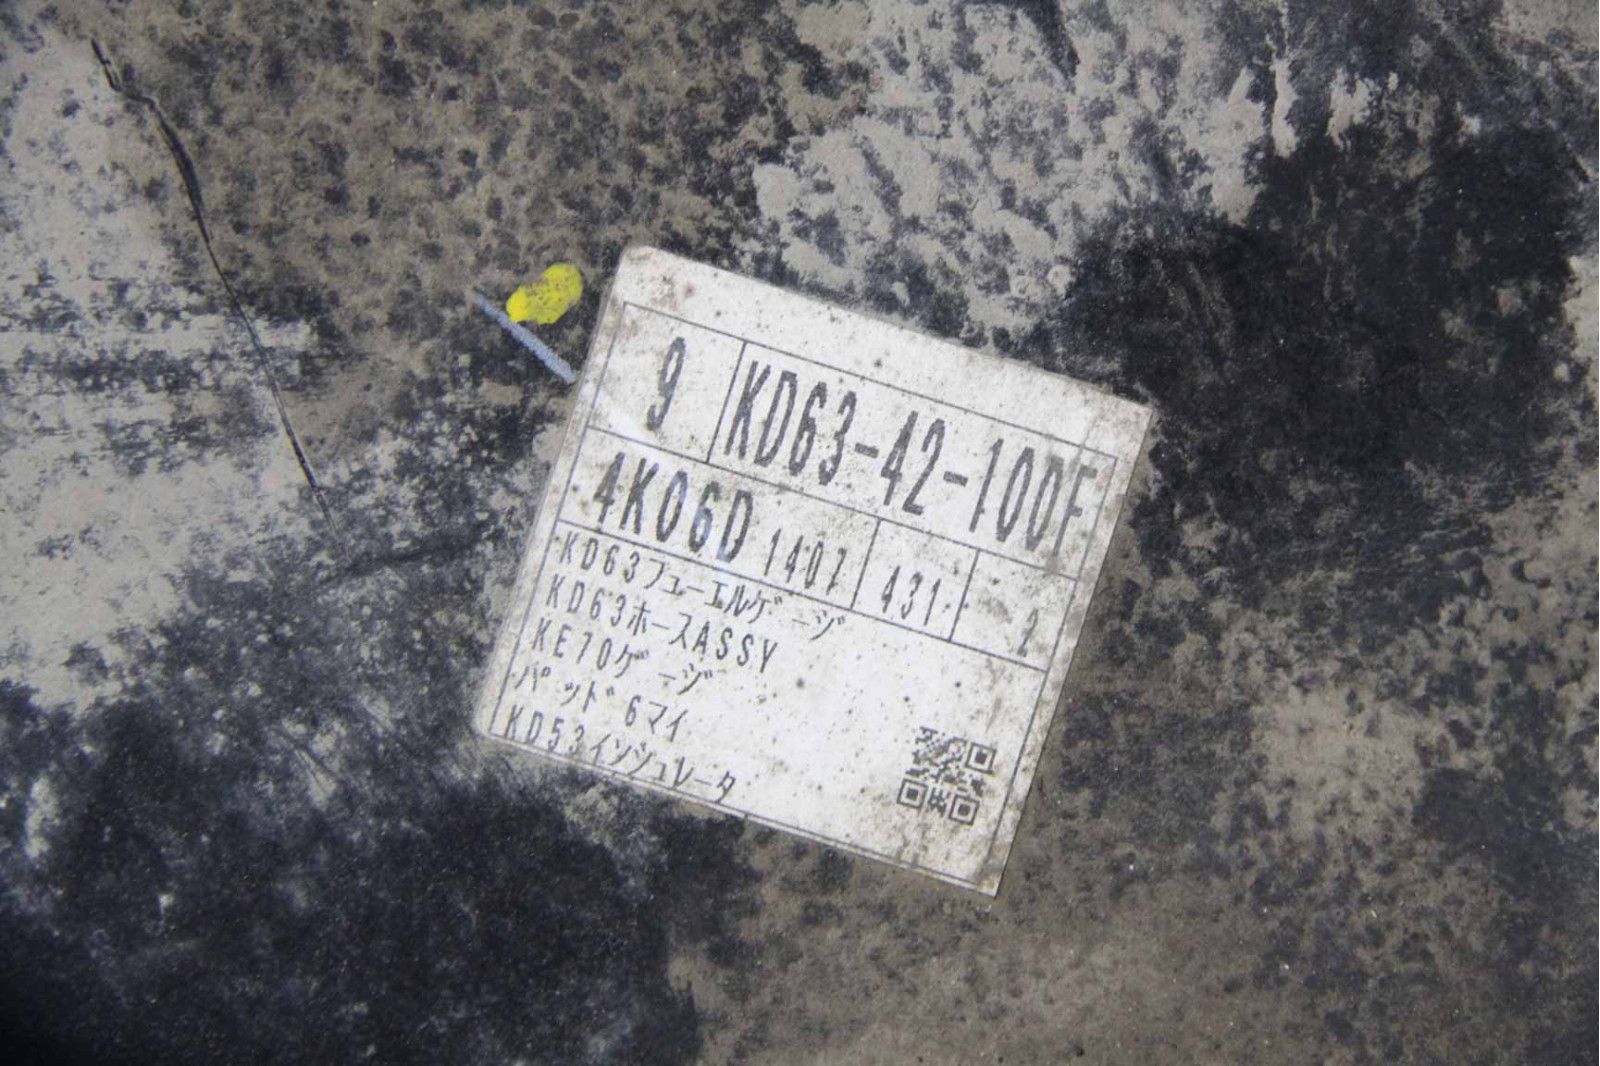 9 KD63-42-100F
4K06D 1407 431 2
KD63フューエルゲージ
KD63ホースASSY
KE70ゲージ
パッド 6マイ
KD53インシュレータ